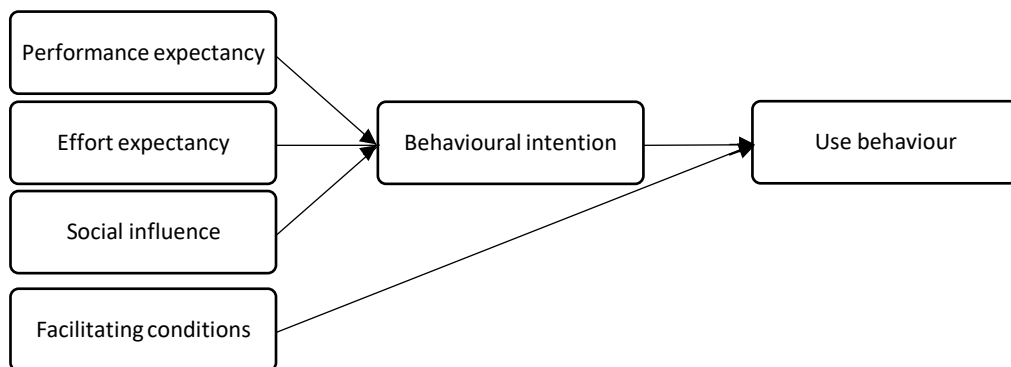 Performance expectancy
Effort expectancy
Behavioural intention
Use behaviour
Social influence
Facilitating conditions